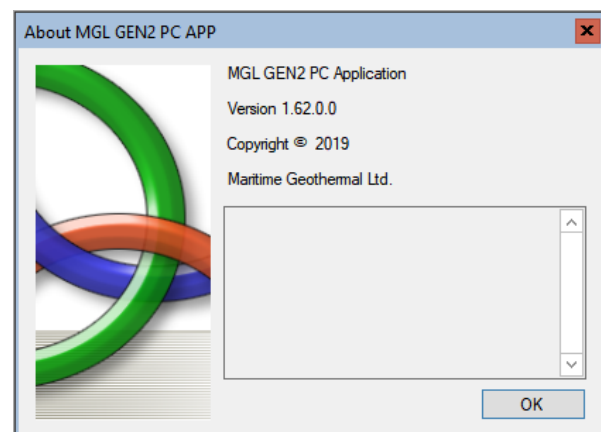 About MGL GEN2 PC APP
MGL GEN2 PC Application
Version 1.62.0.0
Copyright © 2019
Maritime Geothermal Ltd.
OK